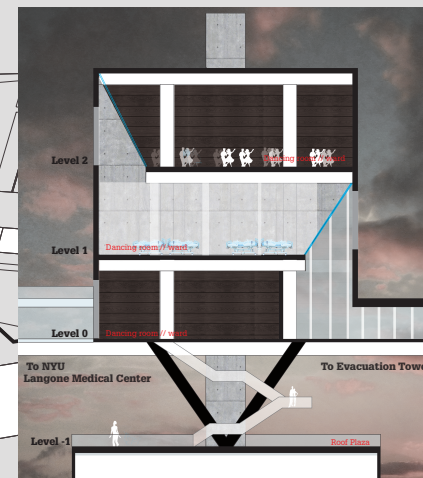 Level 2
Dancing room // ward
Level 1
Dancing room // ward
Level 0
Dancing room // ward
To NYU
Langone Medical Center
To Evacuation Towe
Level -1
Roof Plaza